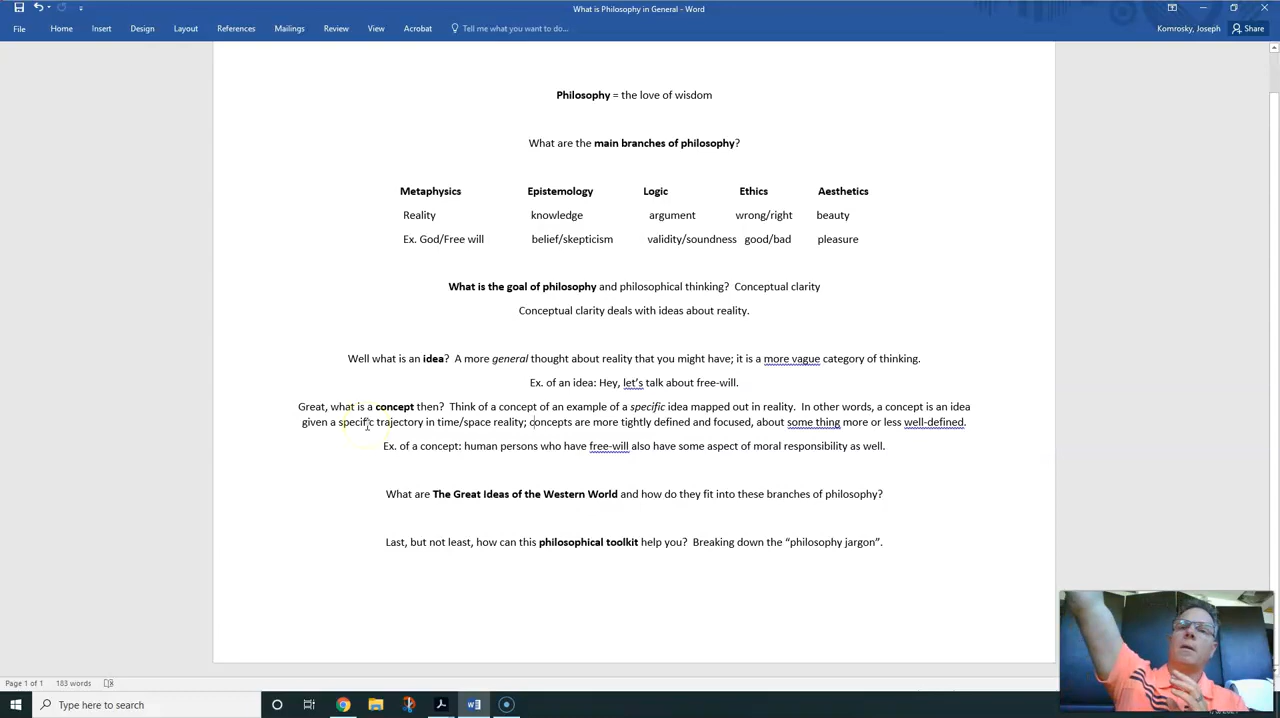 What is Philosophy in General - Word
Komrosky, Joseph
Share
File Home Insert Design Layout References Mailings Review View Acrobat Tell me what you want to do...
Philosophy = the love of wisdom
What are the main branches of philosophy?
Metaphysics Epistemology Logic Ethics Aesthetics
Reality knowledge argument wrong/right beauty
Ex. God/Free will belief/skepticism validity/soundness good/bad pleasure
What is the goal of philosophy and philosophical thinking? Conceptual clarity
Conceptual clarity deals with ideas about reality.
Well what is an idea? A more general thought about reality that you might have; it is a more vague category of thinking.
Ex. of an idea: Hey, let's talk about free-will.
Great, what is a concept then? Think of a concept of an example of a specific idea mapped out in reality. In other words, a concept is an idea
given a specific trajectory in time/space reality; concepts are more tightly defined and focused, about some thing more or less well-defined.
Ex. of a concept: human persons who have free-will also have some aspect of moral responsibility as well.
What are The Great Ideas of the Western World and how do they fit into these branches of philosophy?
Last, but not least, how can this philosophical toolkit help you? Breaking down the “philosophy jargon”.
Page 1 of 1 183 words
Type here to search